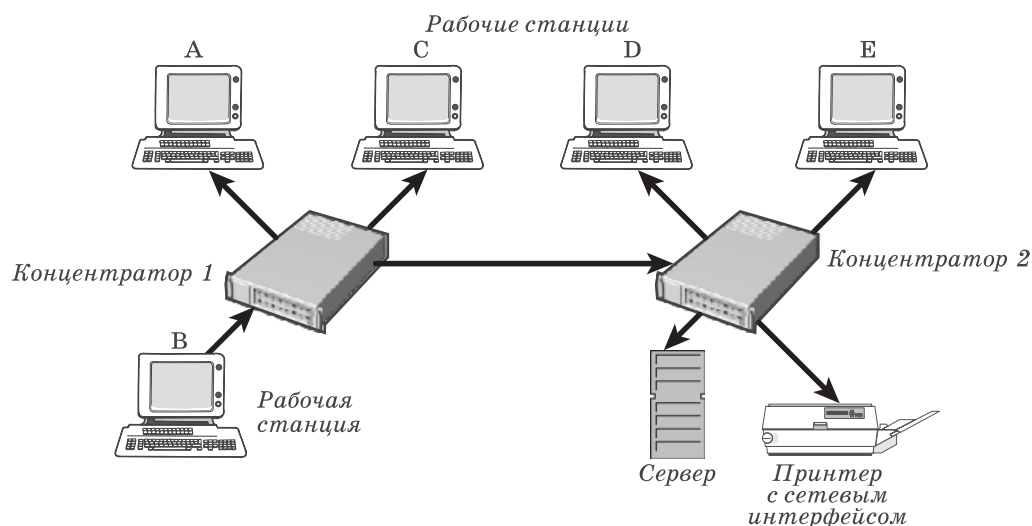 Рабочие станции
A
C
D
E
Концентратор 1
Концентратор 2
B
Рабочая
станция
Сервер
Принтер
с сетевым
интерфейсом